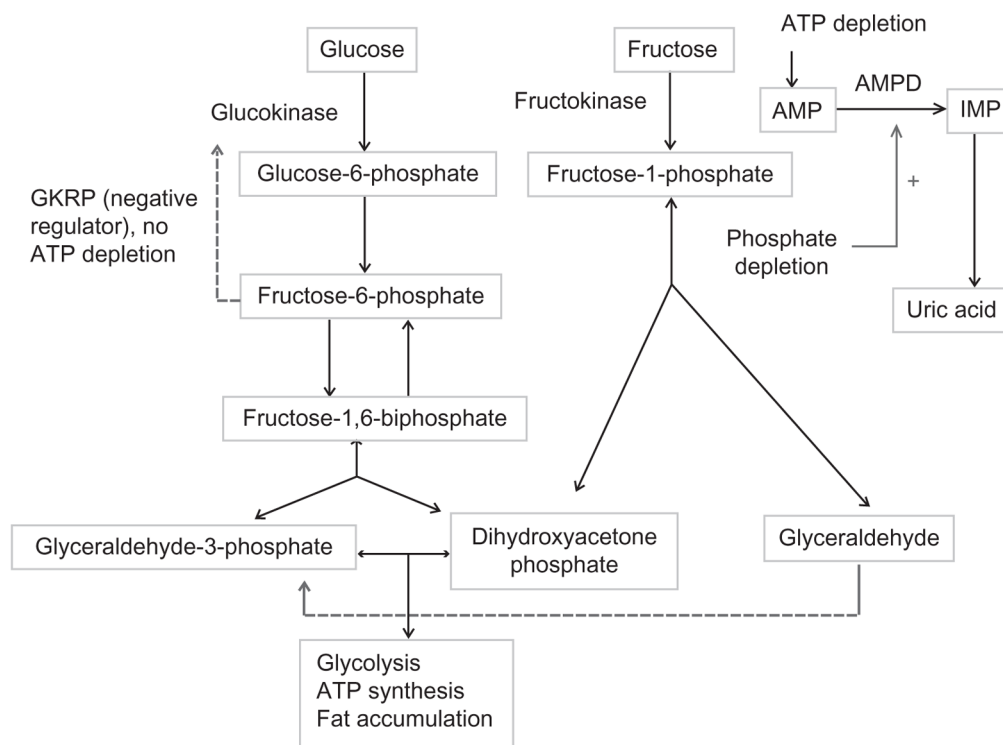 ATP depletion
Glucose
Fructose
Glucokinase
Fructokinase
AMP
AMPD
IMP
Glucose-6-phosphate
Fructose-1-phosphate
GKRP (negative
regulator), no
ATP depletion
+
Phosphate
depletion
Fructose-6-phosphate
Uric acid
Fructose-1,6-biphosphate
Glyceraldehyde-3-phosphate
Dihydroxyacetone
phosphate
Glyceraldehyde
Glycolysis
ATP synthesis
Fat accumulation